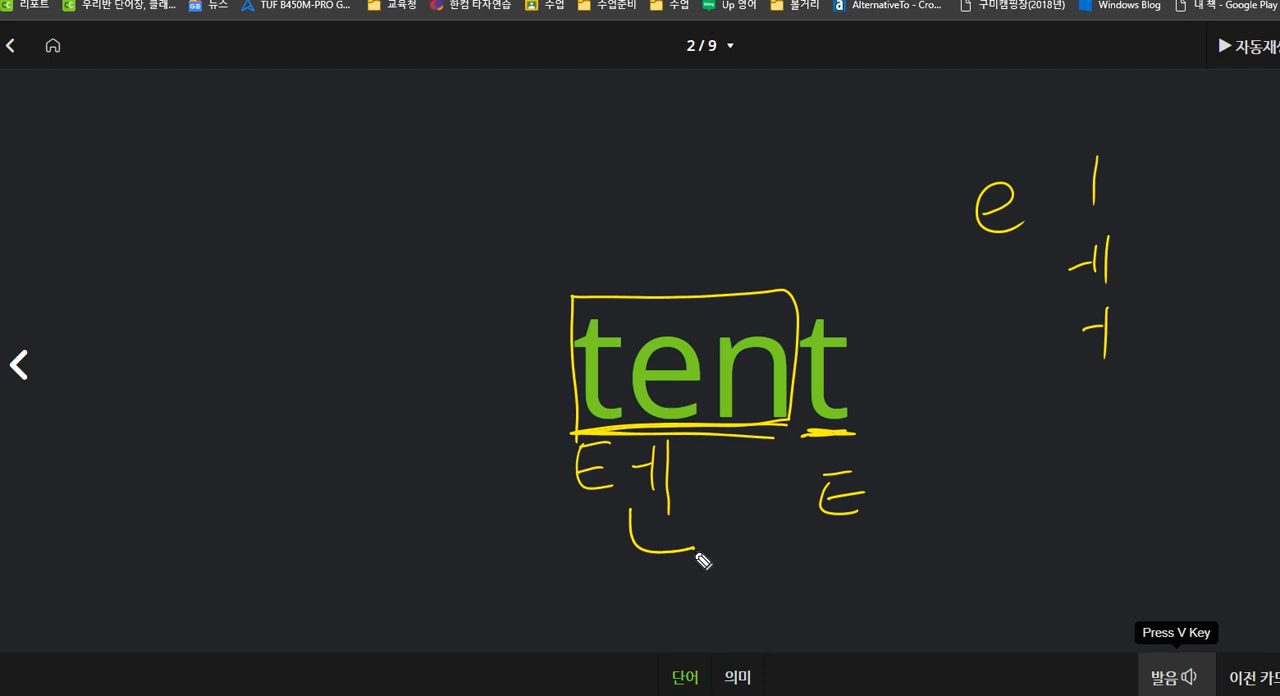 리포트 우리반 단어장, 클래... 뉴스 TUF B450M-PRO G... 교육청 한컴 타자연습 수업 수업준비 수업 Up 영어 볼거리 AlternativeTo - Cro... 구미캠핑장(2018년) Windows Blog 내 책 - Google Play
2 / 9 자동재생
e ㅣ
ㅔ
ㅓ
tent
ㅌ ㅔ ㅌ
ㄴ
Press V Key
단어 의미 발음 이전 카드